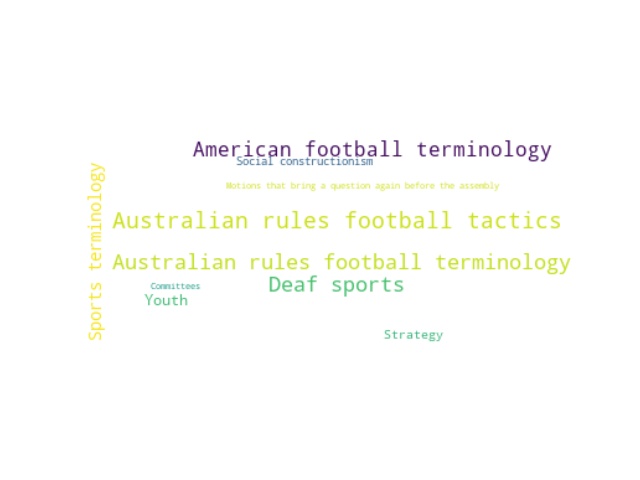 American football terminology
Social constructionism
Motions that bring a question again before the assembly
Sports terminology
Australian rules football tactics
Australian rules football terminology
Deaf sports
Committees
Youth
Strategy